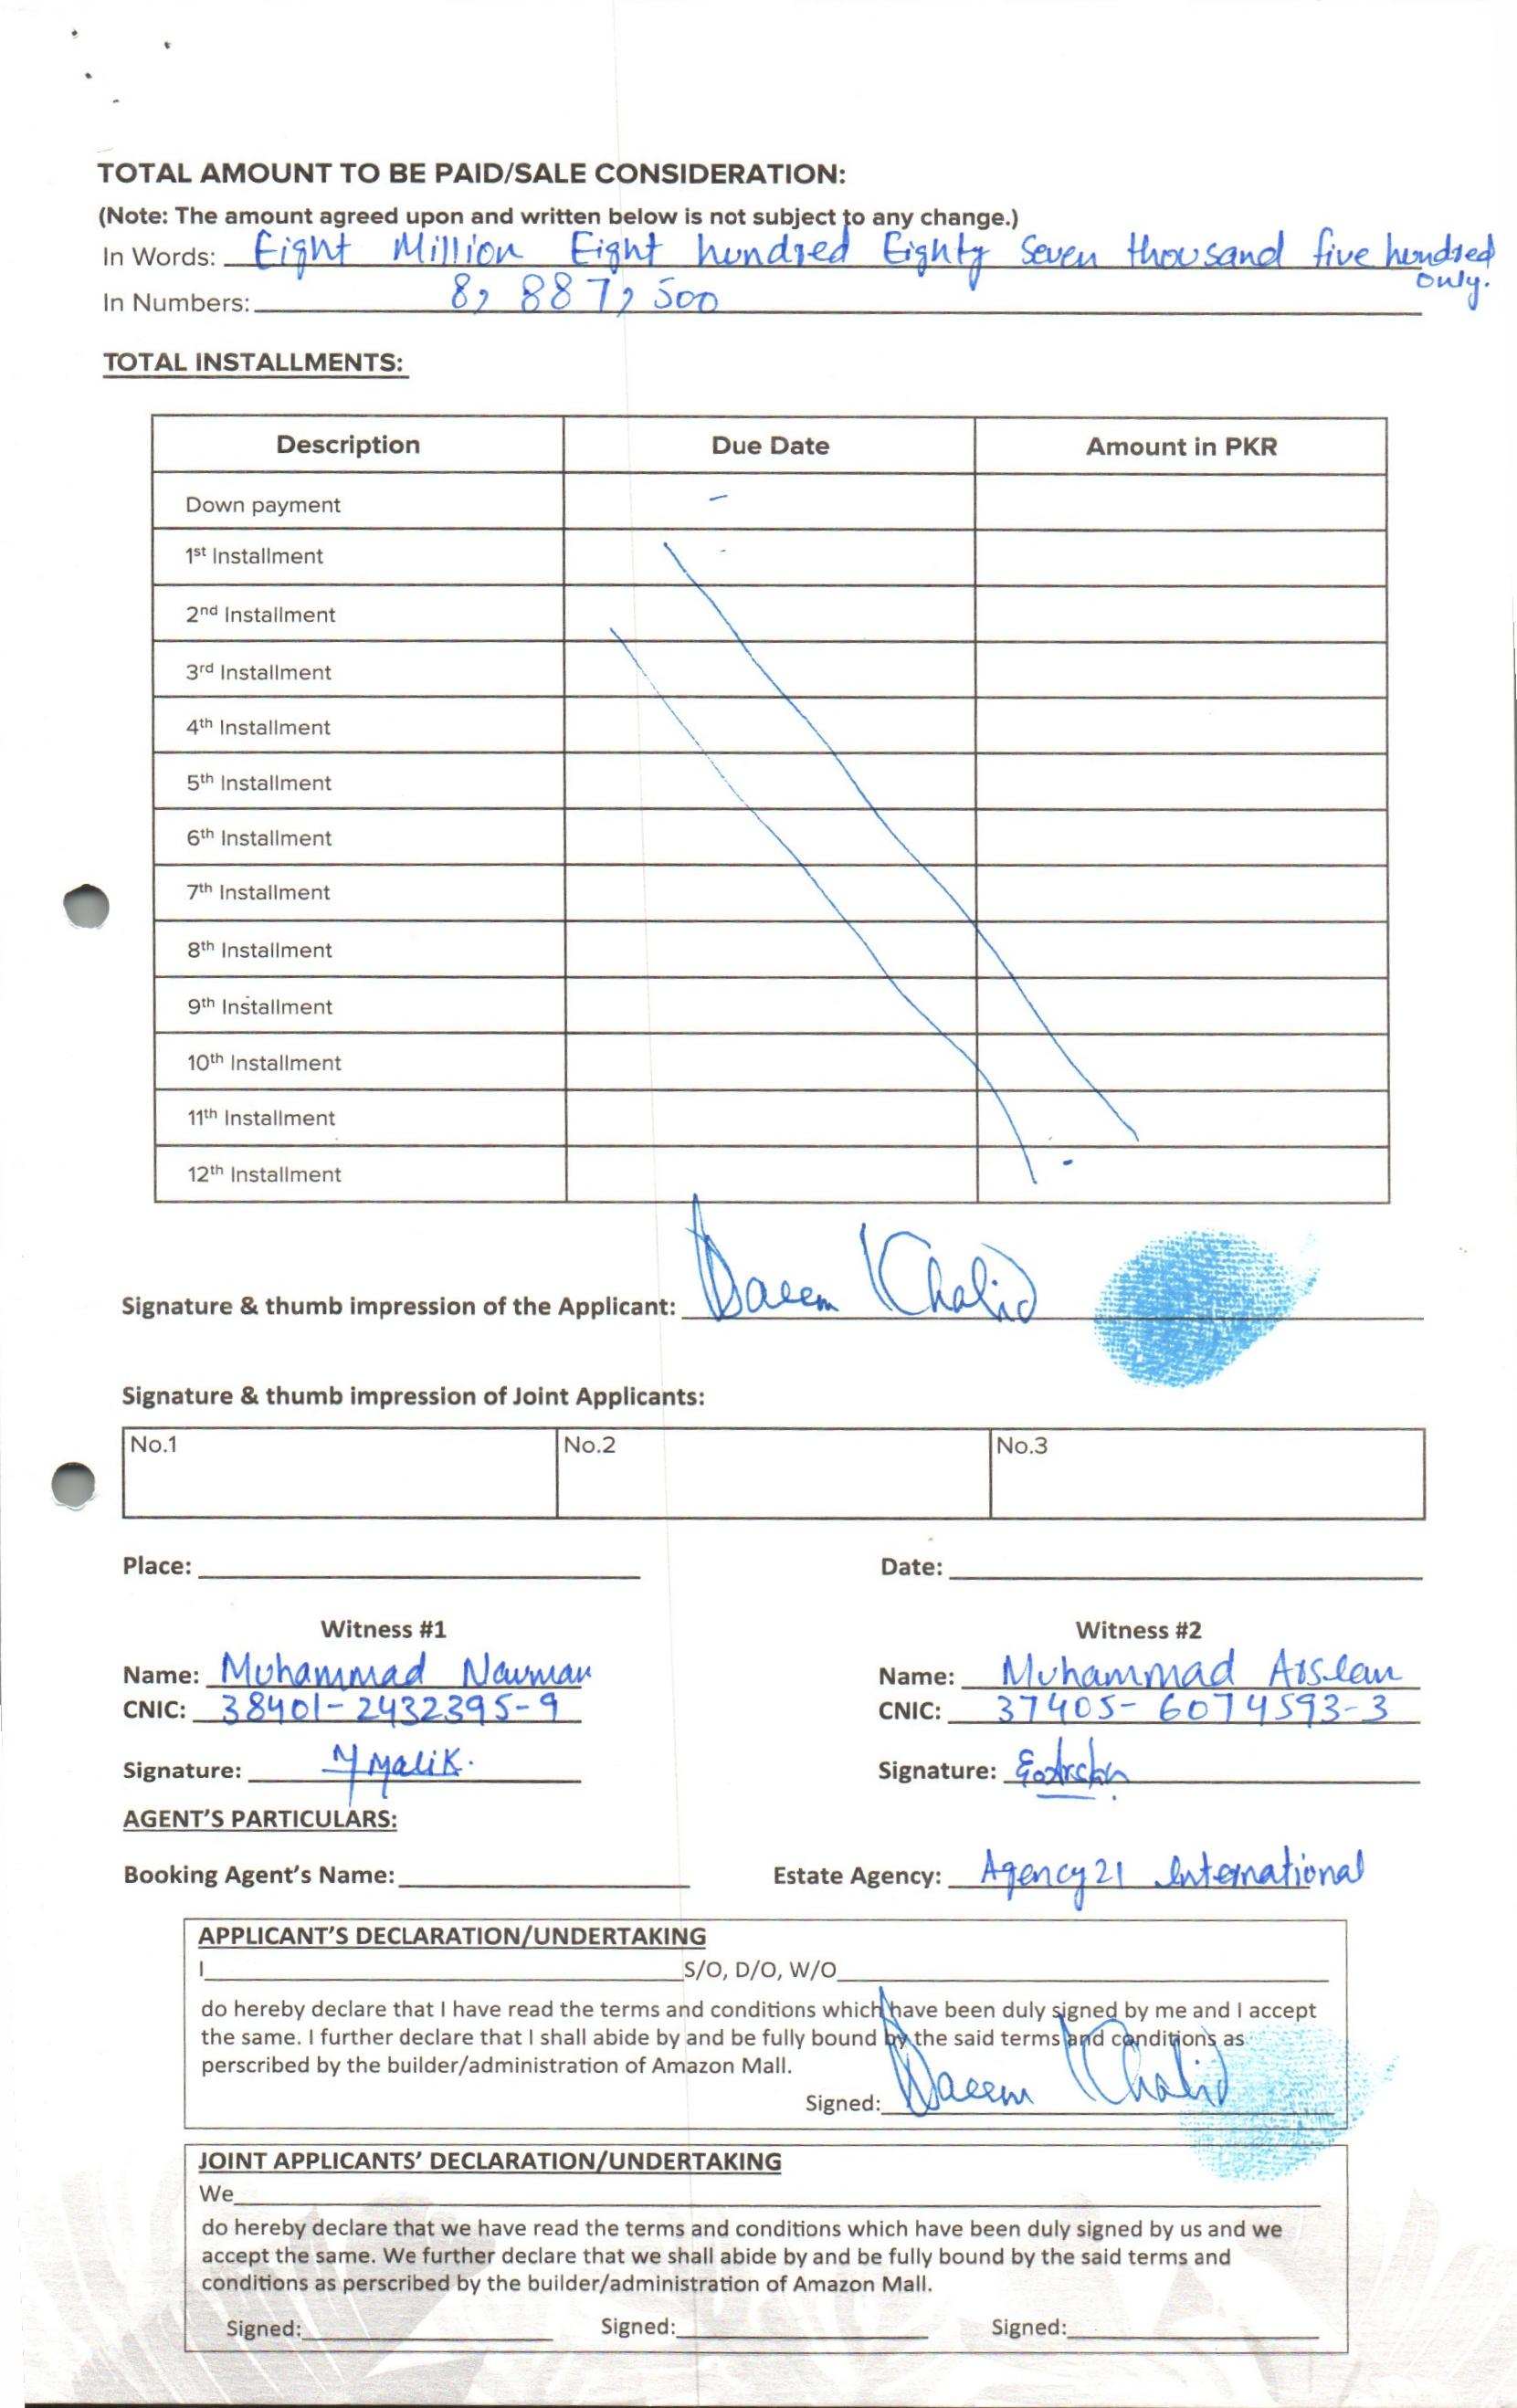 TOTAL AMOUNT TO BE PAID/SALE CONSIDERATION:
(Note: The amount agreed upon and written below is not subject to any change.)
In Words: Eight Million Eight hundred Eighty Seven thousand five hundred only.
In Numbers: 8,887,500
TOTAL INSTALLMENTS:
Description Due Date Amount in PKR
Down payment -
1st Installment
2nd Installment
3rd Installment
4th Installment
5th Installment
6th Installment
7th Installment
8th Installment
9th Installment
10th Installment
11th Installment
12th Installment
Signature & thumb impression of the Applicant: Naeem Khalid
Signature & thumb impression of Joint Applicants:
No.1 No.2 No.3
Place: Date:
Witness #1 Witness #2
Name: Muhammad Nauman Name: Muhammad Arslan
CNIC: 38401-2432395-9 CNIC: 37405-6074593-3
Signature: Malik. Signature:
AGENT'S PARTICULARS:
Booking Agent's Name: Estate Agency: Agency21 International
APPLICANT'S DECLARATION/UNDERTAKING
I S/O, D/O, W/O
do hereby declare that I have read the terms and conditions which have been duly signed by me and I accept
the same. I further declare that I shall abide by and be fully bound by the said terms and conditions as
perscribed by the builder/administration of Amazon Mall.
Signed: Naeem Khalid
JOINT APPLICANTS' DECLARATION/UNDERTAKING
We
do hereby declare that we have read the terms and conditions which have been duly signed by us and we
accept the same. We further declare that we shall abide by and be fully bound by the said terms and
conditions as perscribed by the builder/administration of Amazon Mall.
Signed: Signed: Signed: